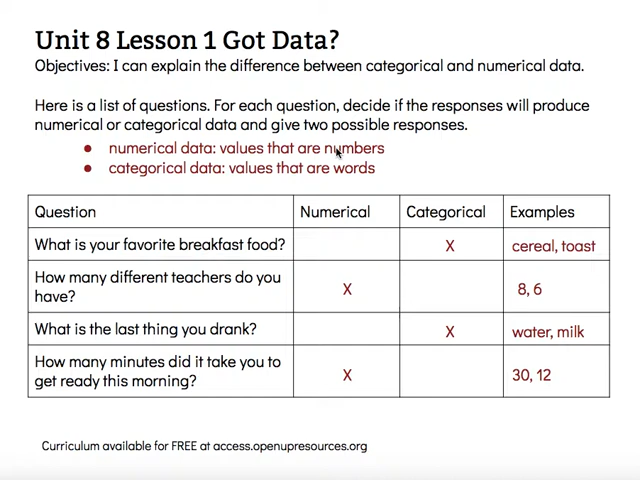 Unit 8 Lesson 1 Got Data?
Objectives: I can explain the difference between categorical and numerical data.
Here is a list of questions. For each question, decide if the responses will produce
numerical or categorical data and give two possible responses.
● numerical data: values that are numbers
● categorical data: values that are words
Question Numerical Categorical Examples
What is your favorite breakfast food? X cereal, toast
How many different teachers do you
have? X 8, 6
What is the last thing you drank? X water, milk
How many minutes did it take you to
get ready this morning? X 30, 12
Curriculum available for FREE at access.openupresources.org